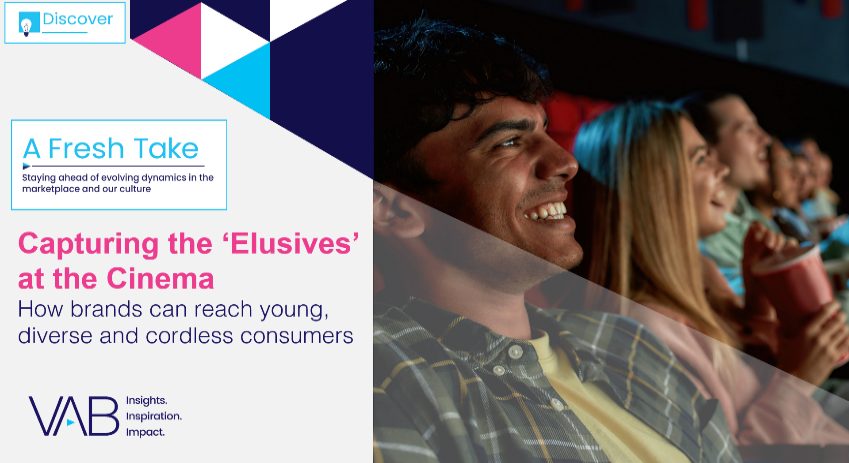 Discover
A Fresh Take
Staying ahead of evolving dynamics in the
marketplace and our culture
Capturing the ‘Elusives’
at the Cinema
How brands can reach young,
diverse and cordless consumers
VAB
Insights.
Inspiration.
Impact.